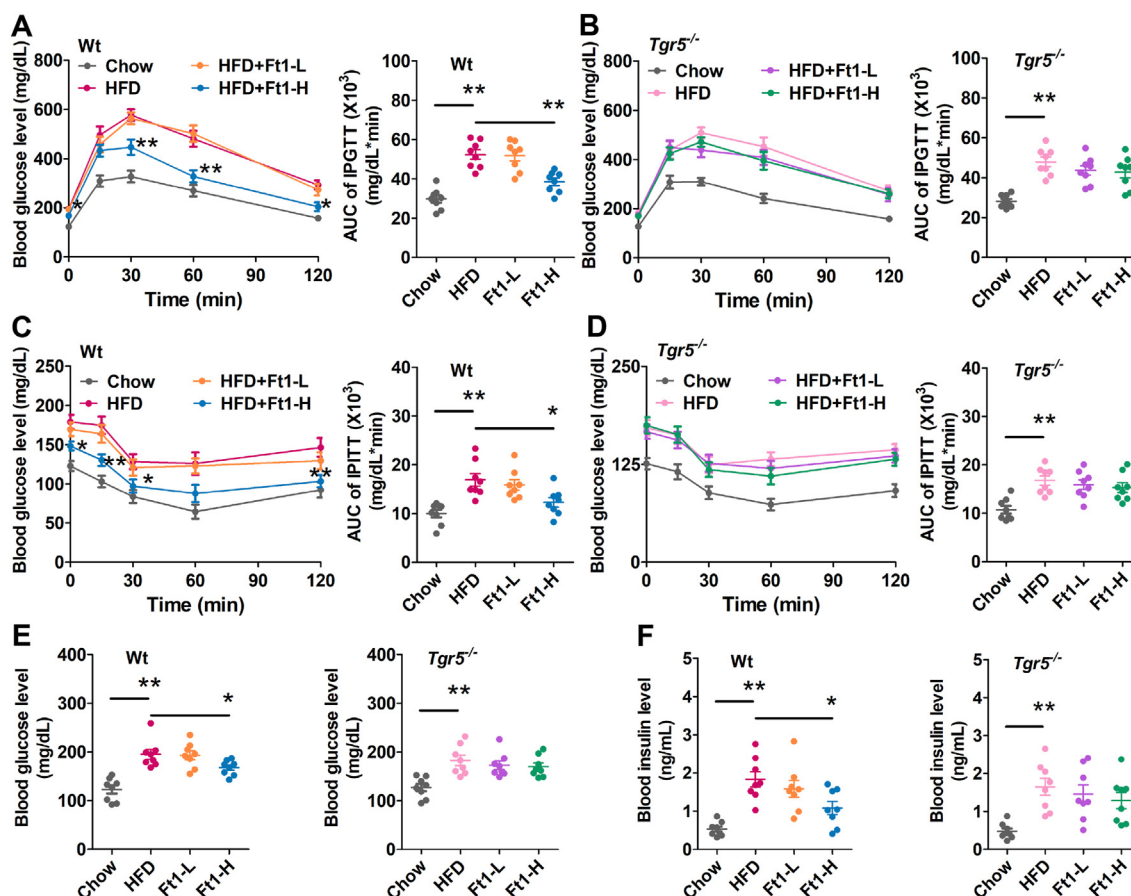 A
Wt
Chow
HFD
HFD+Ft1-L
HFD+Ft1-H
Blood glucose level (mg/dL)
800
600
400
200
0
*
**
**
*
0 30 60 90 120
Time (min)
Wt
AUC of IPGTT (X10³)
(mg/dL*min)
100
80
60
40
20
0
**
**
Chow HFD Ft1-L Ft1-H
B
Tgr5-/-
Chow
HFD
HFD+Ft1-L
HFD+Ft1-H
Blood glucose level (mg/dL)
800
600
400
200
0
0 30 60 90 120
Time (min)
Tgr5-/-
AUC of IPGTT (X10³)
(mg/dL*min)
100
80
60
40
20
0
**
Chow HFD Ft1-L Ft1-H
C
Wt
Chow
HFD
HFD+Ft1-L
HFD+Ft1-H
Blood glucose level (mg/dL)
250
200
150
100
50
0
*
**
*
**
0 30 60 90 120
Time (min)
Wt
AUC of IPITT (X10³)
(mg/dL*min)
40
30
20
10
0
**
*
Chow HFD Ft1-L Ft1-H
D
Tgr5-/-
Chow
HFD
HFD+Ft1-L
HFD+Ft1-H
Blood glucose level (mg/dL)
250
125
0
0 30 60 90 120
Time (min)
Tgr5-/-
AUC of IPITT (X10³)
(mg/dL*min)
40
30
20
10
0
**
Chow HFD Ft1-L Ft1-H
E
Wt
Blood glucose level
(mg/dL)
400
300
200
100
0
**
*
Chow HFD Ft1-L Ft1-H
Tgr5-/-
Blood glucose level
(mg/dL)
400
300
200
100
0
**
Chow HFD Ft1-L Ft1-H
F
Wt
Blood insulin level
(ng/mL)
5
4
3
2
1
0
**
*
Chow HFD Ft1-L Ft1-H
Tgr5-/-
Blood insulin level
(ng/mL)
5
4
3
2
1
0
**
Chow HFD Ft1-L Ft1-H